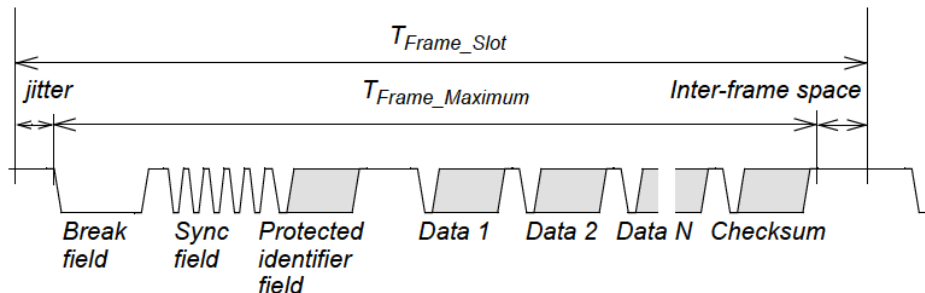 T_Frame_Slot
jitter
T_Frame_Maximum
Inter-frame space
Break
field
Sync
field
Protected
identifier
field
Data 1
Data 2
Data N
Checksum